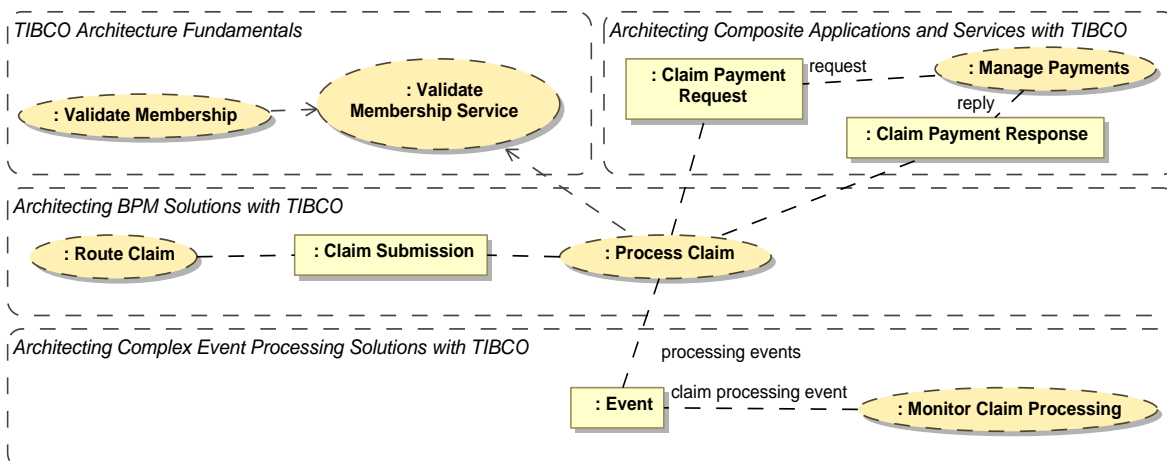 TIBCO Architecture Fundamentals
: Validate Membership
: Validate
Membership Service
Architecting Composite Applications and Services with TIBCO
: Claim Payment
Request
request
: Manage Payments
reply
: Claim Payment Response
Architecting BPM Solutions with TIBCO
: Route Claim
: Claim Submission
: Process Claim
Architecting Complex Event Processing Solutions with TIBCO
processing events
: Event
claim processing event
: Monitor Claim Processing